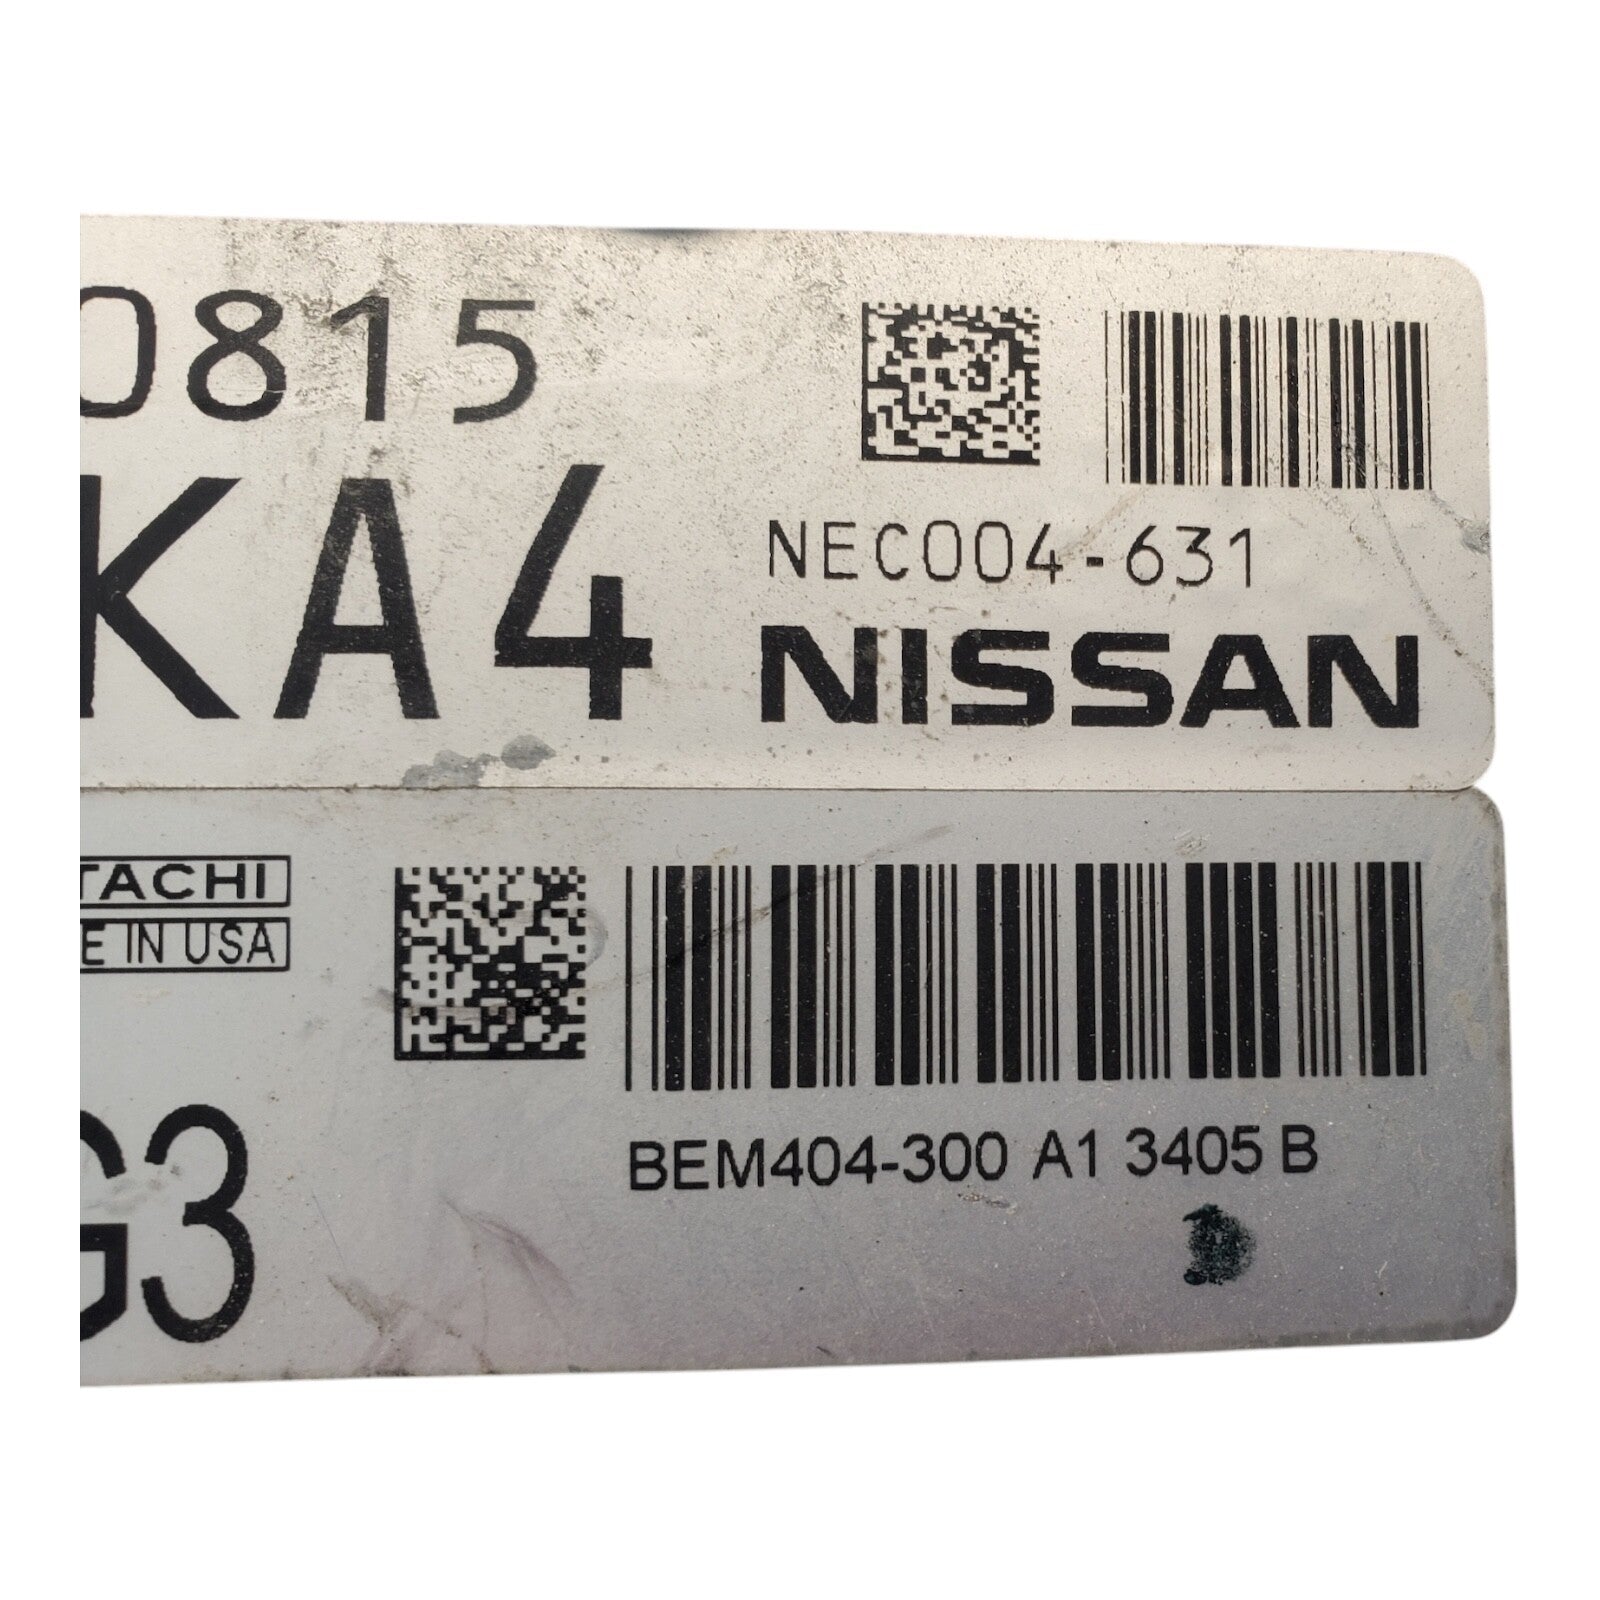 0815
KA4
NEC004-631
NISSAN
TACHI
E IN USA
G3
BEM404-300 A1 3405 B